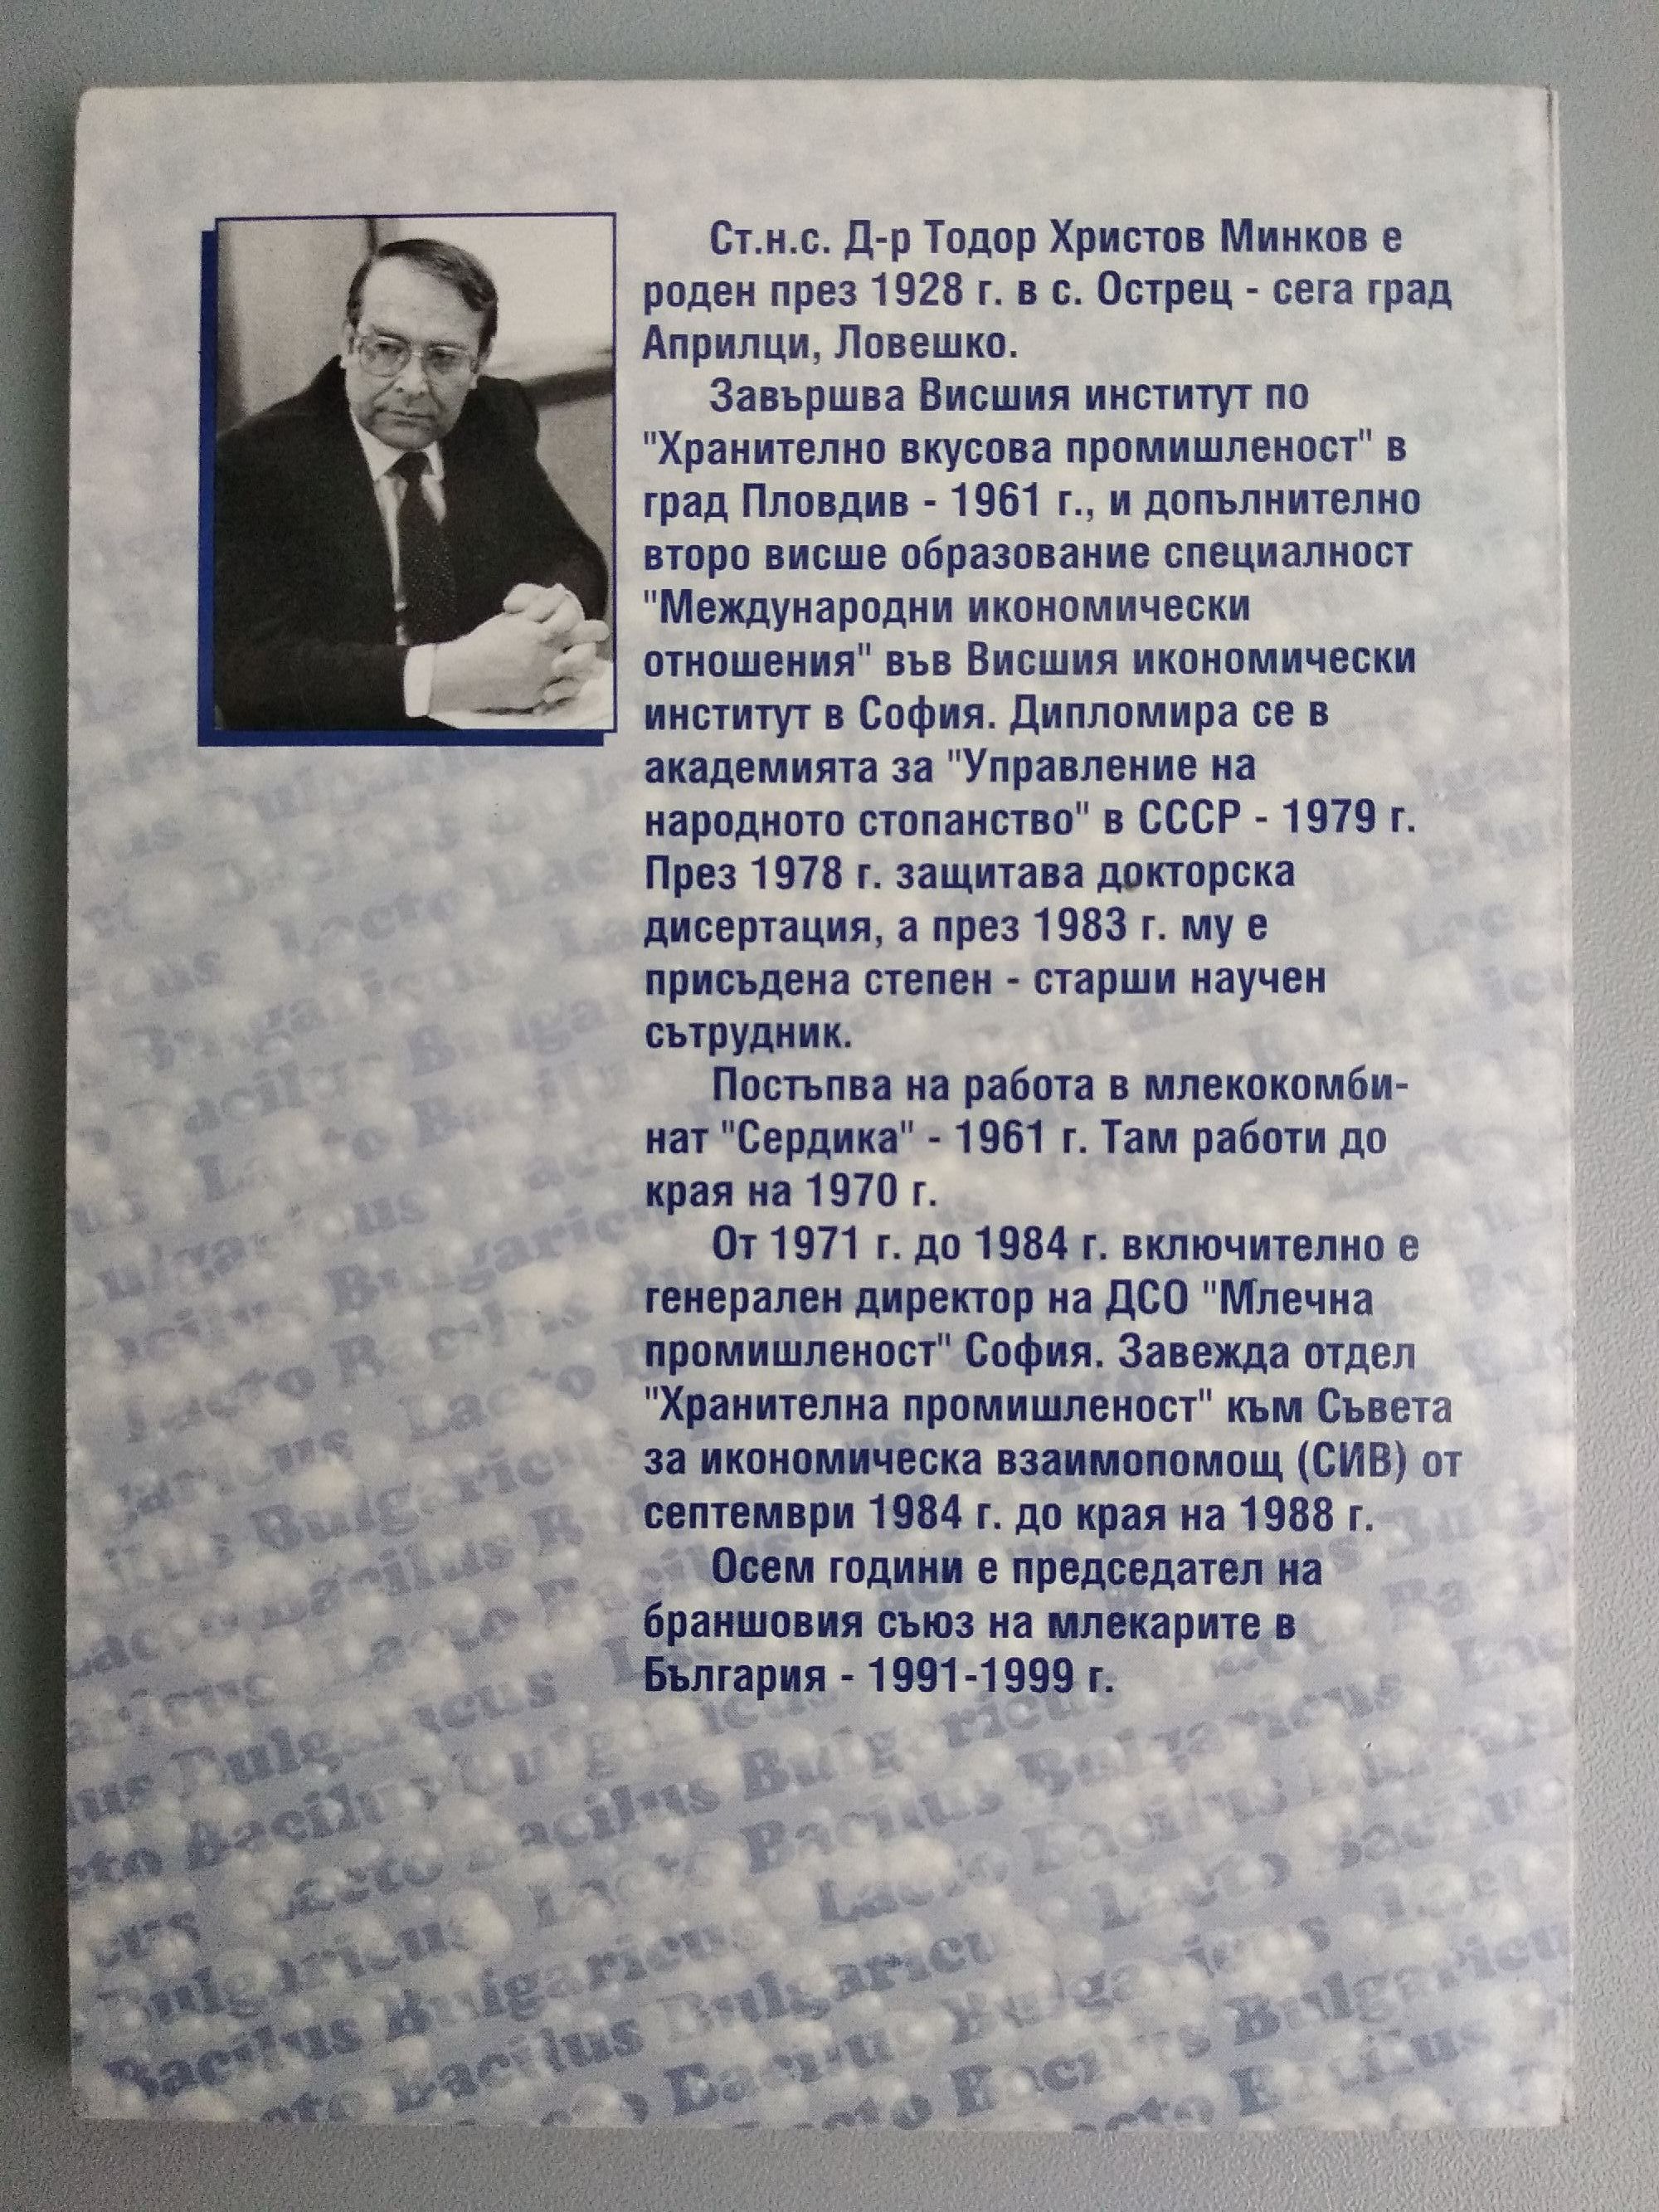 Ст.н.с. Д-р Тодор Христов Минков е
роден през 1928 г. в с. Острец - сега град
Априлци, Ловешко.
Завършва Висшия институт по
"Хранително вкусова промишленост" в
град Пловдив - 1961 г., и допълнително
второ висше образование специалност
"Международни икономически
отношения" във Висшия икономически
институт в София. Дипломира се в
академията за "Управление на
народното стопанство" в СССР - 1979 г.
През 1978 г. защитава докторска
дисертация, а през 1983 г. му е
присъдена степен - старши научен
сътрудник.
Постъпва на работа в млекокомби-
нат "Сердика" - 1961 г. Там работи до
края на 1970 г.
От 1971 г. до 1984 г. включително е
генерален директор на ДСО "Млечна
промишленост" София. Завежда отдел
"Хранителна промишленост" към Съвета
за икономическа взаимопомощ (СИВ) от
септември 1984 г. до края на 1988 г.
Осем години е председател на
браншовия съюз на млекарите в
България - 1991-1999 г.
Lacto Bacilus Bulgaricus